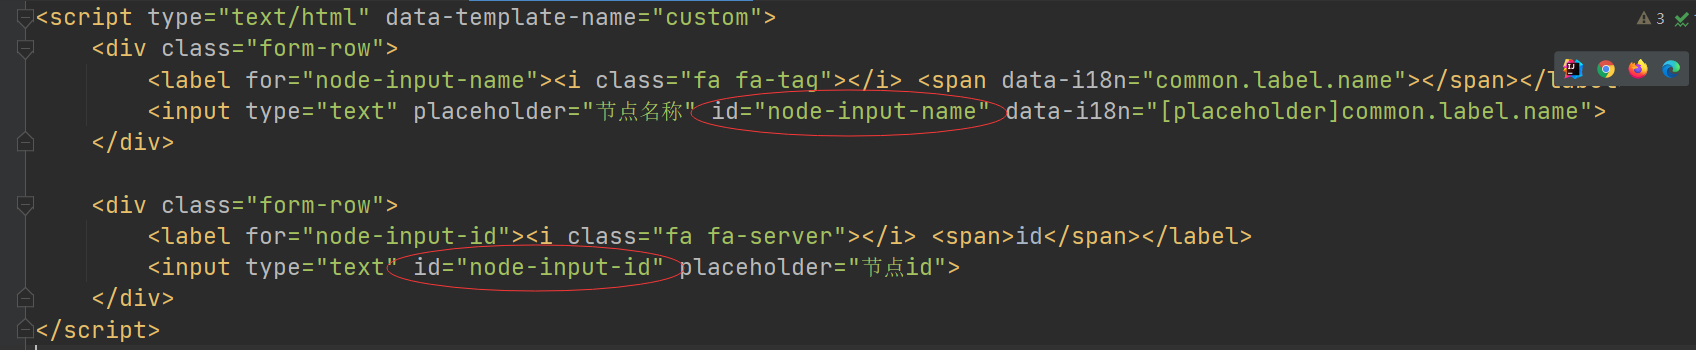 <script type="text/html" data-template-name="custom">
<div class="form-row">
<label for="node-input-name"><i class="fa fa-tag"></i> <span data-i18n="common.label.name"></span></label
<input type="text" placeholder="节点名称" id="node-input-name" data-i18n="[placeholder]common.label.name">
</div>
<div class="form-row">
<label for="node-input-id"><i class="fa fa-server"></i> <span>id</span></label>
<input type="text" id="node-input-id" placeholder="节点id">
</div>
</script>
3